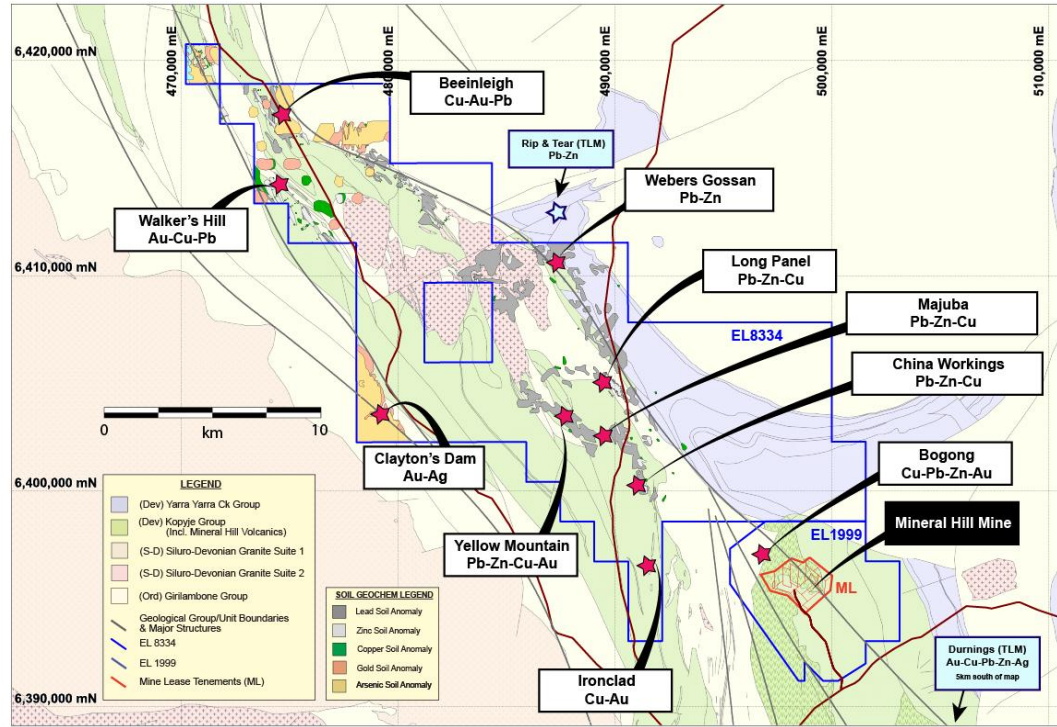 6,420,000 mN
470,000 mE
480,000 mE
490,000 mE
500,000 mE
510,000 mE
Beeinleigh
Cu-Au-Pb
Rip & Tear (TLM)
Pb-Zn
Webers Gossan
Pb-Zn
Walker's Hill
Au-Cu-Pb
Long Panel
Pb-Zn-Cu
6,410,000 mN
Majuba
Pb-Zn-Cu
EL8334
China Workings
Pb-Zn-Cu
0
10
km
Clayton's Dam
Au-Ag
Bogong
Cu-Pb-Zn-Au
6,400,000 mN
Mineral Hill Mine
EL1999
Yellow Mountain
Pb-Zn-Cu-Au
ML
LEGEND
(Dev) Yarra Yarra Ck Group
(Dev) Kopyje Group
(Incl. Mineral Hill Volcanics)
(S-D) Siluro-Devonian Granite Suite 1
(S-D) Siluro-Devonian Granite Suite 2
(Ord) Girilambone Group
Geological Group/Unit Boundaries
& Major Structures
EL 8334
EL 1999
Mine Lease Tenements (ML)
SOIL GEOCHEM LEGEND
Lead Soil Anomaly
Zinc Soil Anomaly
Copper Soil Anomaly
Gold Soil Anomaly
Arsenic Soil Anomaly
Ironclad
Cu-Au
Durnings (TLM)
Au-Cu-Pb-Zn-Ag
5km south of map
6,390,000 mN